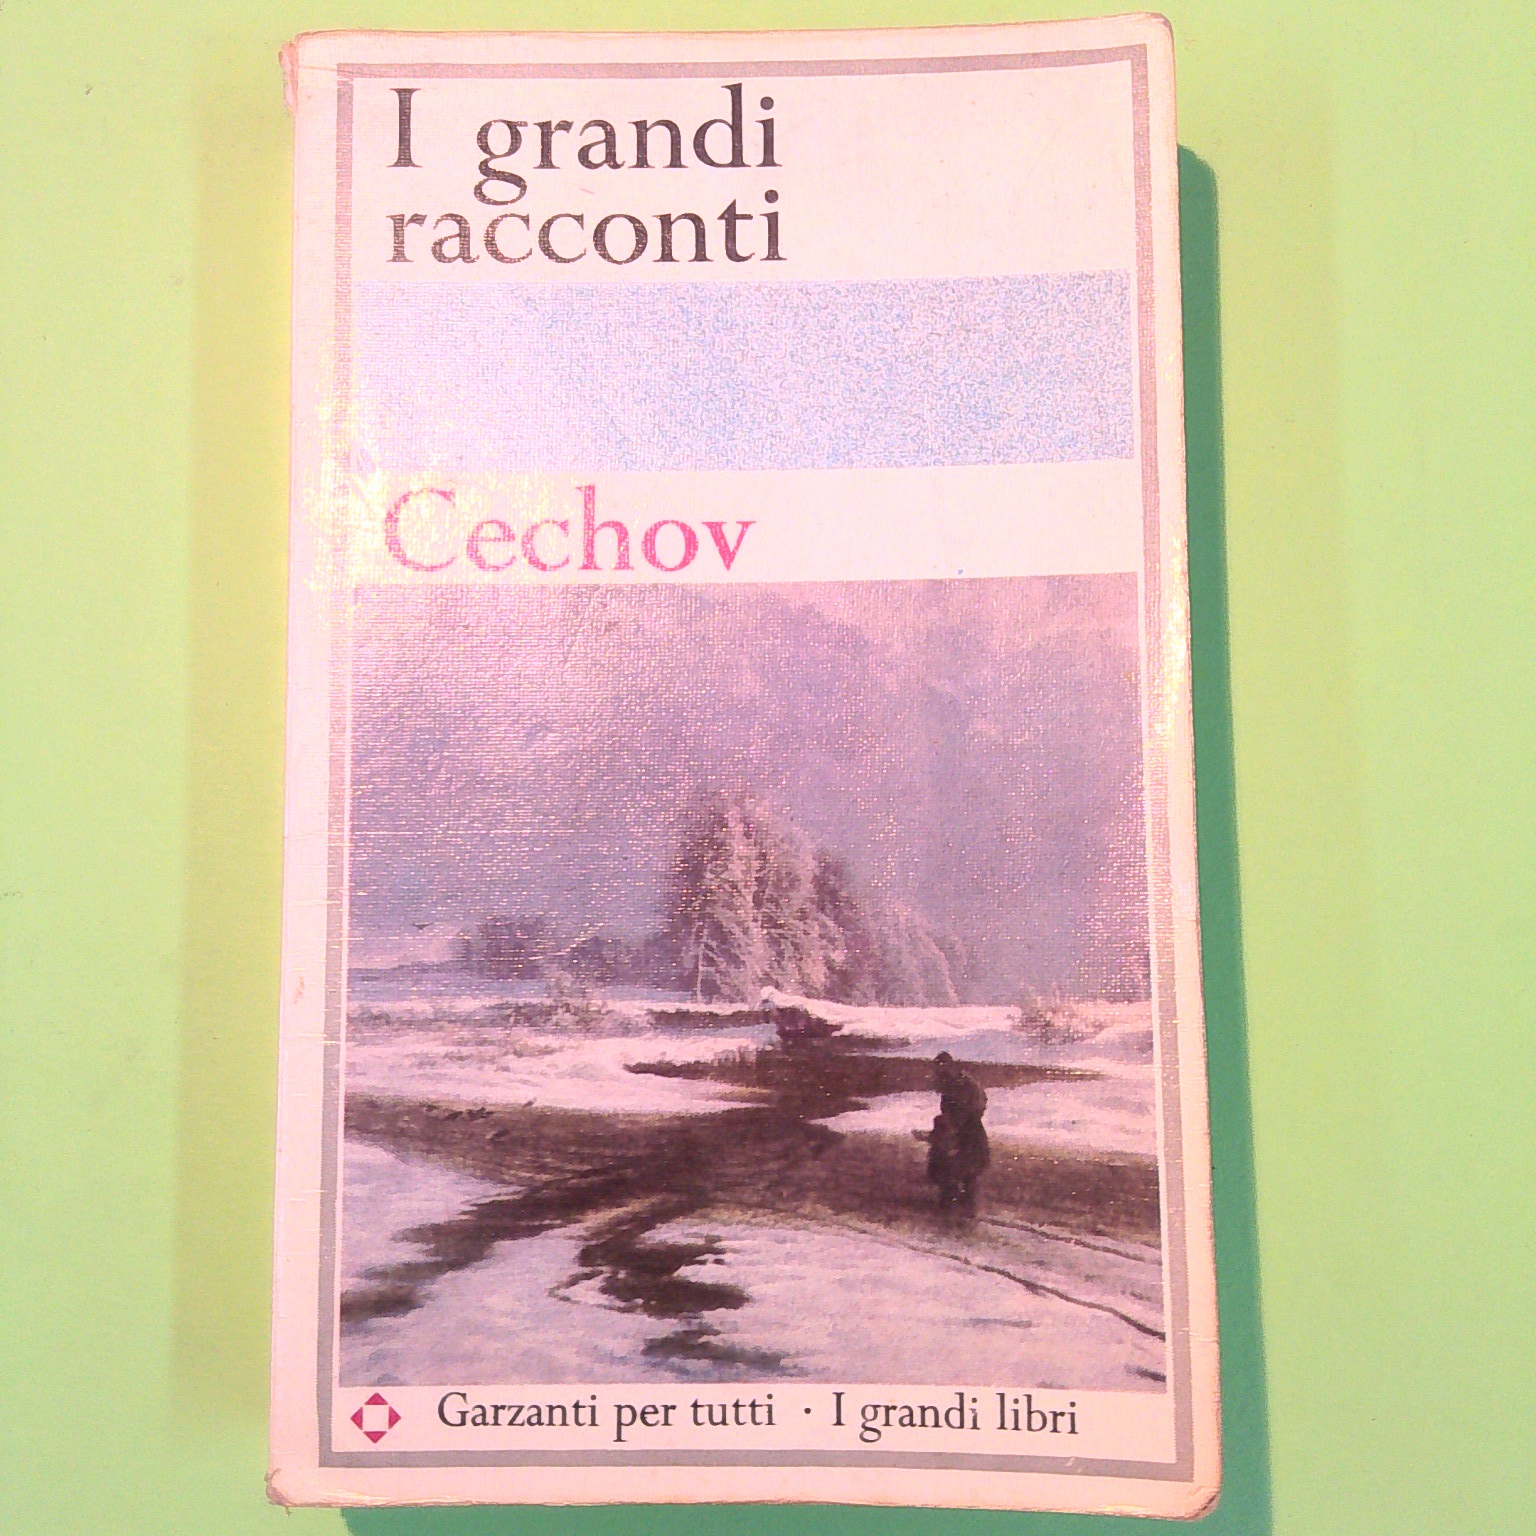 I grandi
racconti
Cechov
Garzanti per tutti · I grandi libri